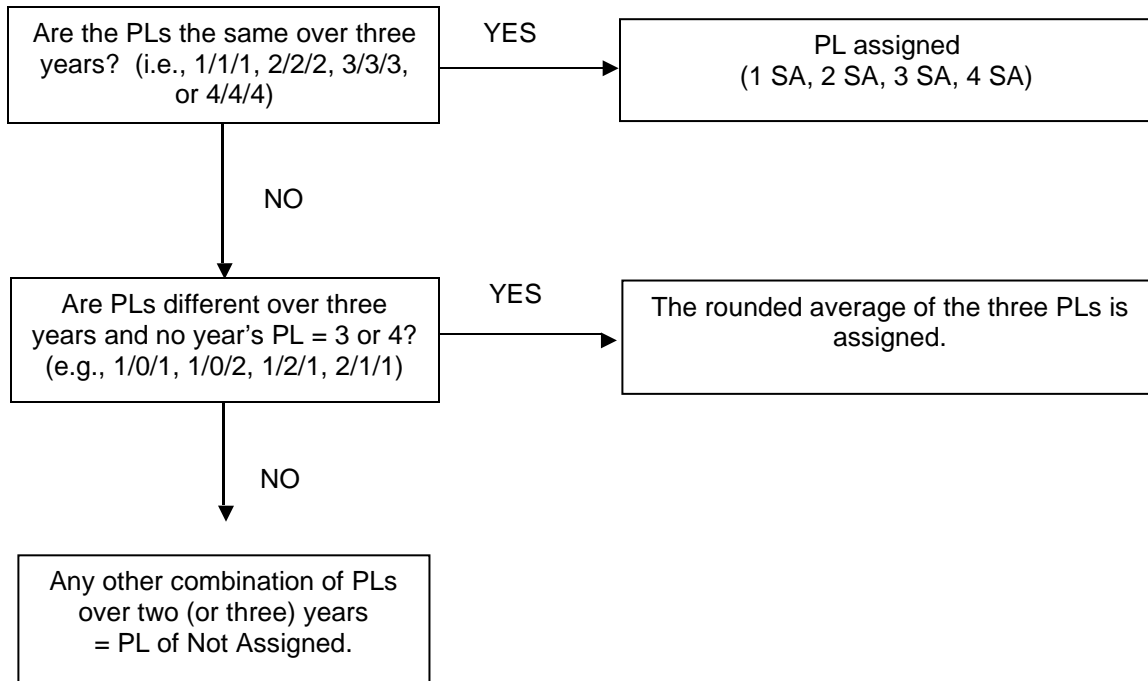 Are the PLs the same over three
years? (i.e., 1/1/1, 2/2/2, 3/3/3,
or 4/4/4)
YES
PL assigned
(1 SA, 2 SA, 3 SA, 4 SA)
NO
Are PLs different over three
years and no year’s PL = 3 or 4?
(e.g., 1/0/1, 1/0/2, 1/2/1, 2/1/1)
YES
The rounded average of the three PLs is
assigned.
NO
Any other combination of PLs
over two (or three) years
= PL of Not Assigned.